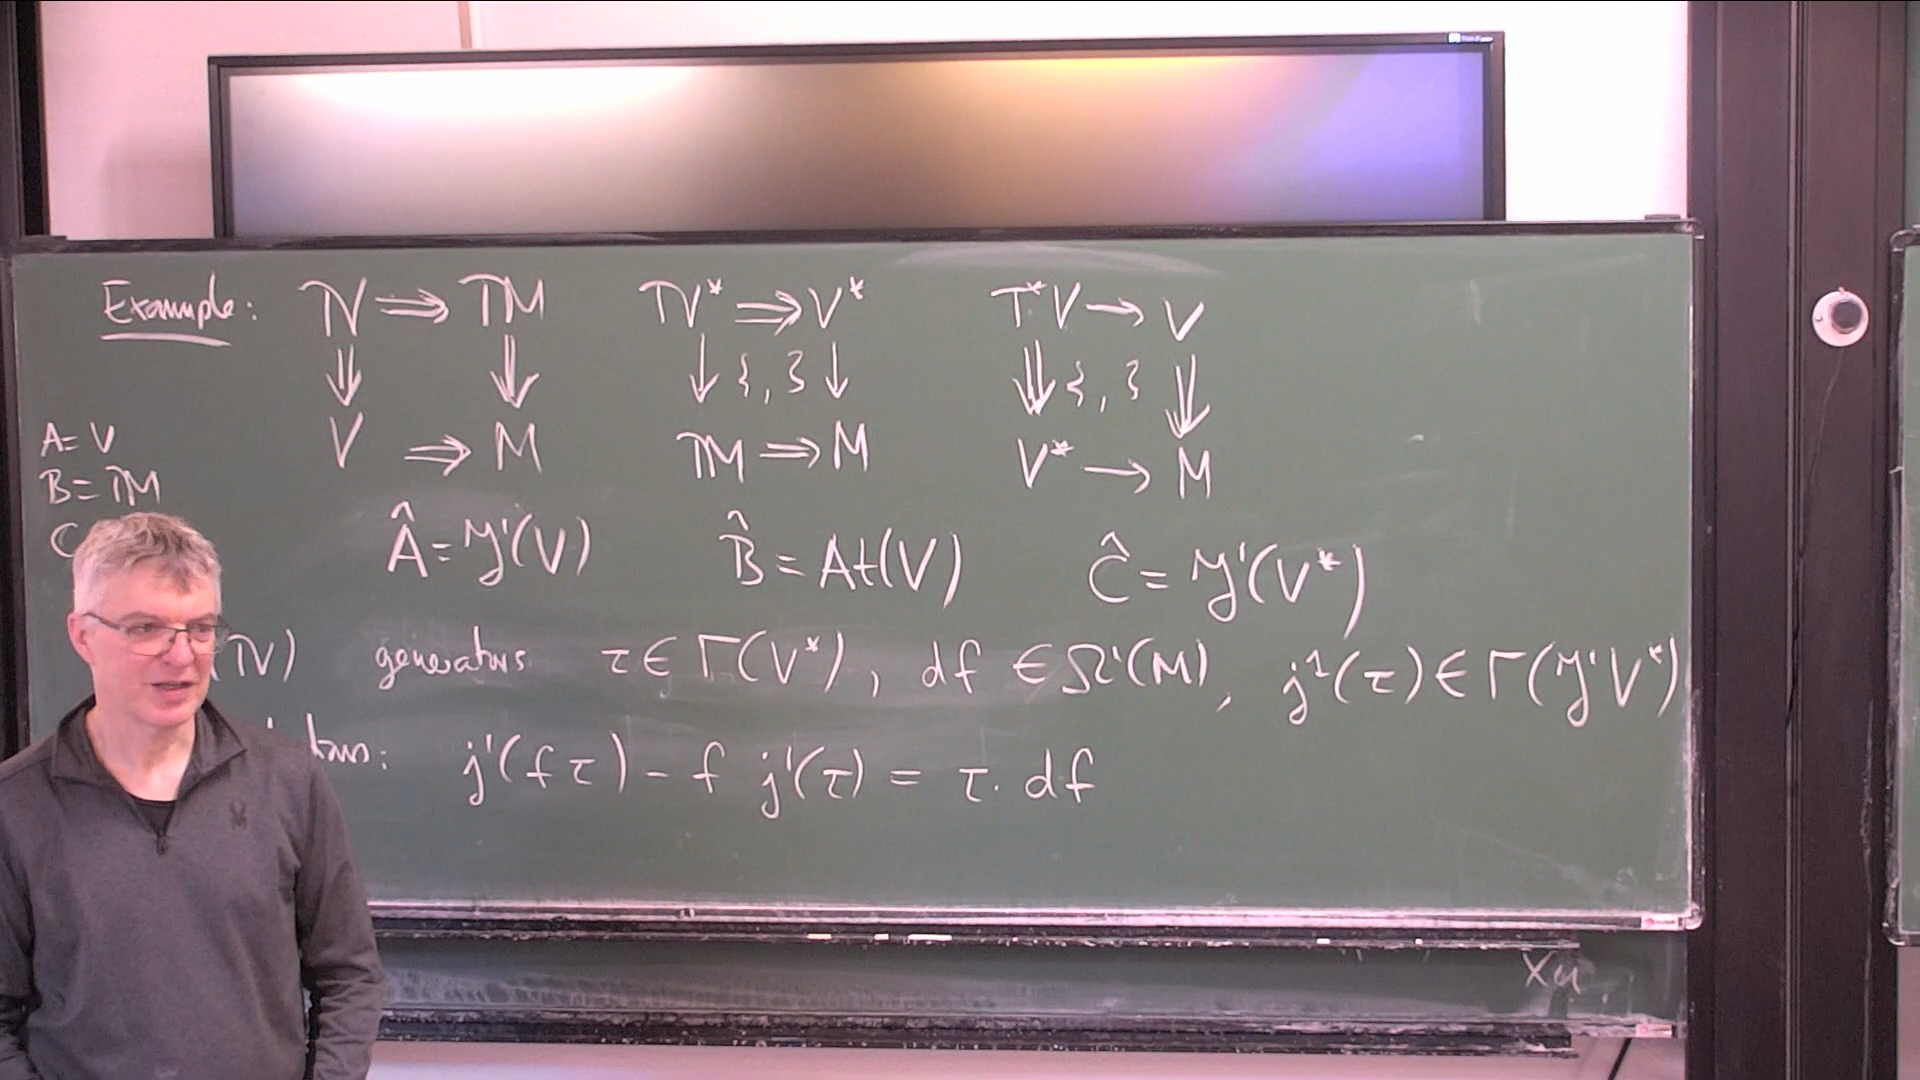 Example: TV ⇒ TM TV* ⇒ V* T*V → V
⇓ ⇓ ↓ { , } ↓ ⇓ { , } ⇓
V ⇒ M TM ⇒ M V* → M
A = V
B = TM
C
Â = J¹(V) B̂ = At(V) Ĉ = J¹(V*)
TV) generators τ ∈ Γ(V*), df ∈ Ω¹(M), j¹(τ) ∈ Γ(J¹V*)
j¹(fτ) - f j¹(τ) = τ · df
Xu